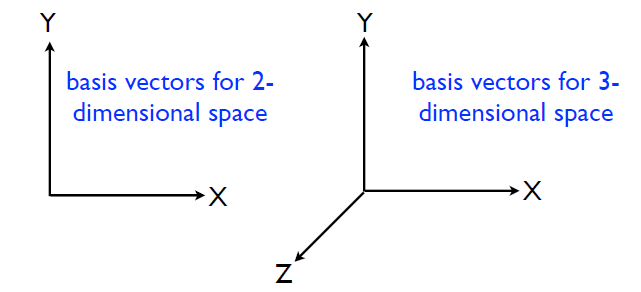 Y
basis vectors for 2-
dimensional space
X
Y
basis vectors for 3-
dimensional space
X
Z